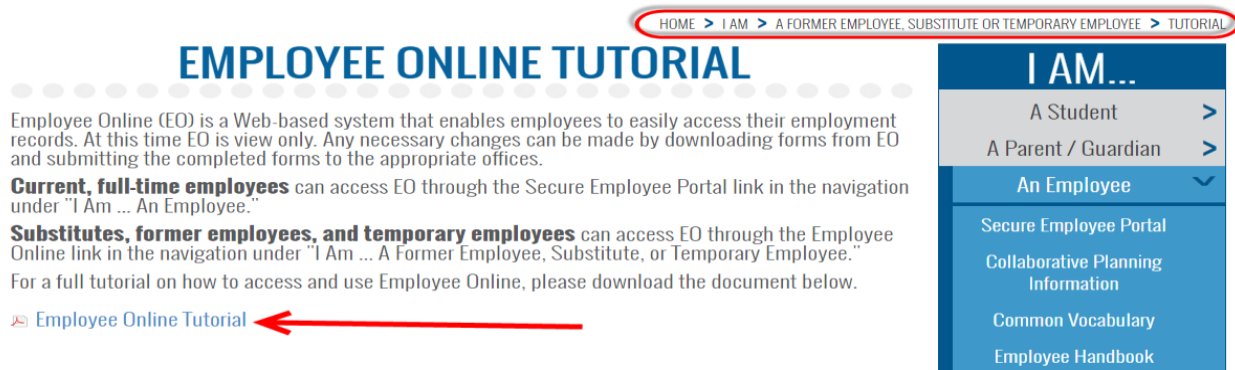 HOME > I AM > A FORMER EMPLOYEE, SUBSTITUTE OR TEMPORARY EMPLOYEE > TUTORIAL
EMPLOYEE ONLINE TUTORIAL
Employee Online (EO) is a Web-based system that enables employees to easily access their employment
records. At this time EO is view only. Any necessary changes can be made by downloading forms from EO
and submitting the completed forms to the appropriate offices.
Current, full-time employees can access EO through the Secure Employee Portal link in the navigation
under "I Am ... An Employee."
Substitutes, former employees, and temporary employees can access EO through the Employee
Online link in the navigation under "I Am ... A Former Employee, Substitute, or Temporary Employee."
For a full tutorial on how to access and use Employee Online, please download the document below.
Employee Online Tutorial
I AM...
A Student >
A Parent / Guardian >
An Employee
Secure Employee Portal
Collaborative Planning
Information
Common Vocabulary
Employee Handbook